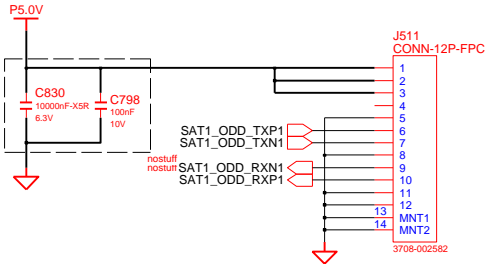 P5.0V
J511
CONN-12P-FPC
C830
10000nF-X5R
6.3V
C798
100nF
10V
1
2
3
4
5
SAT1_ODD_TXP1 6
SAT1_ODD_TXN1 7
8
nostuff
nostuff
SAT1_ODD_RXN1 9
SAT1_ODD_RXP1 10
11
12
13 MNT1
14 MNT2
3708-002582